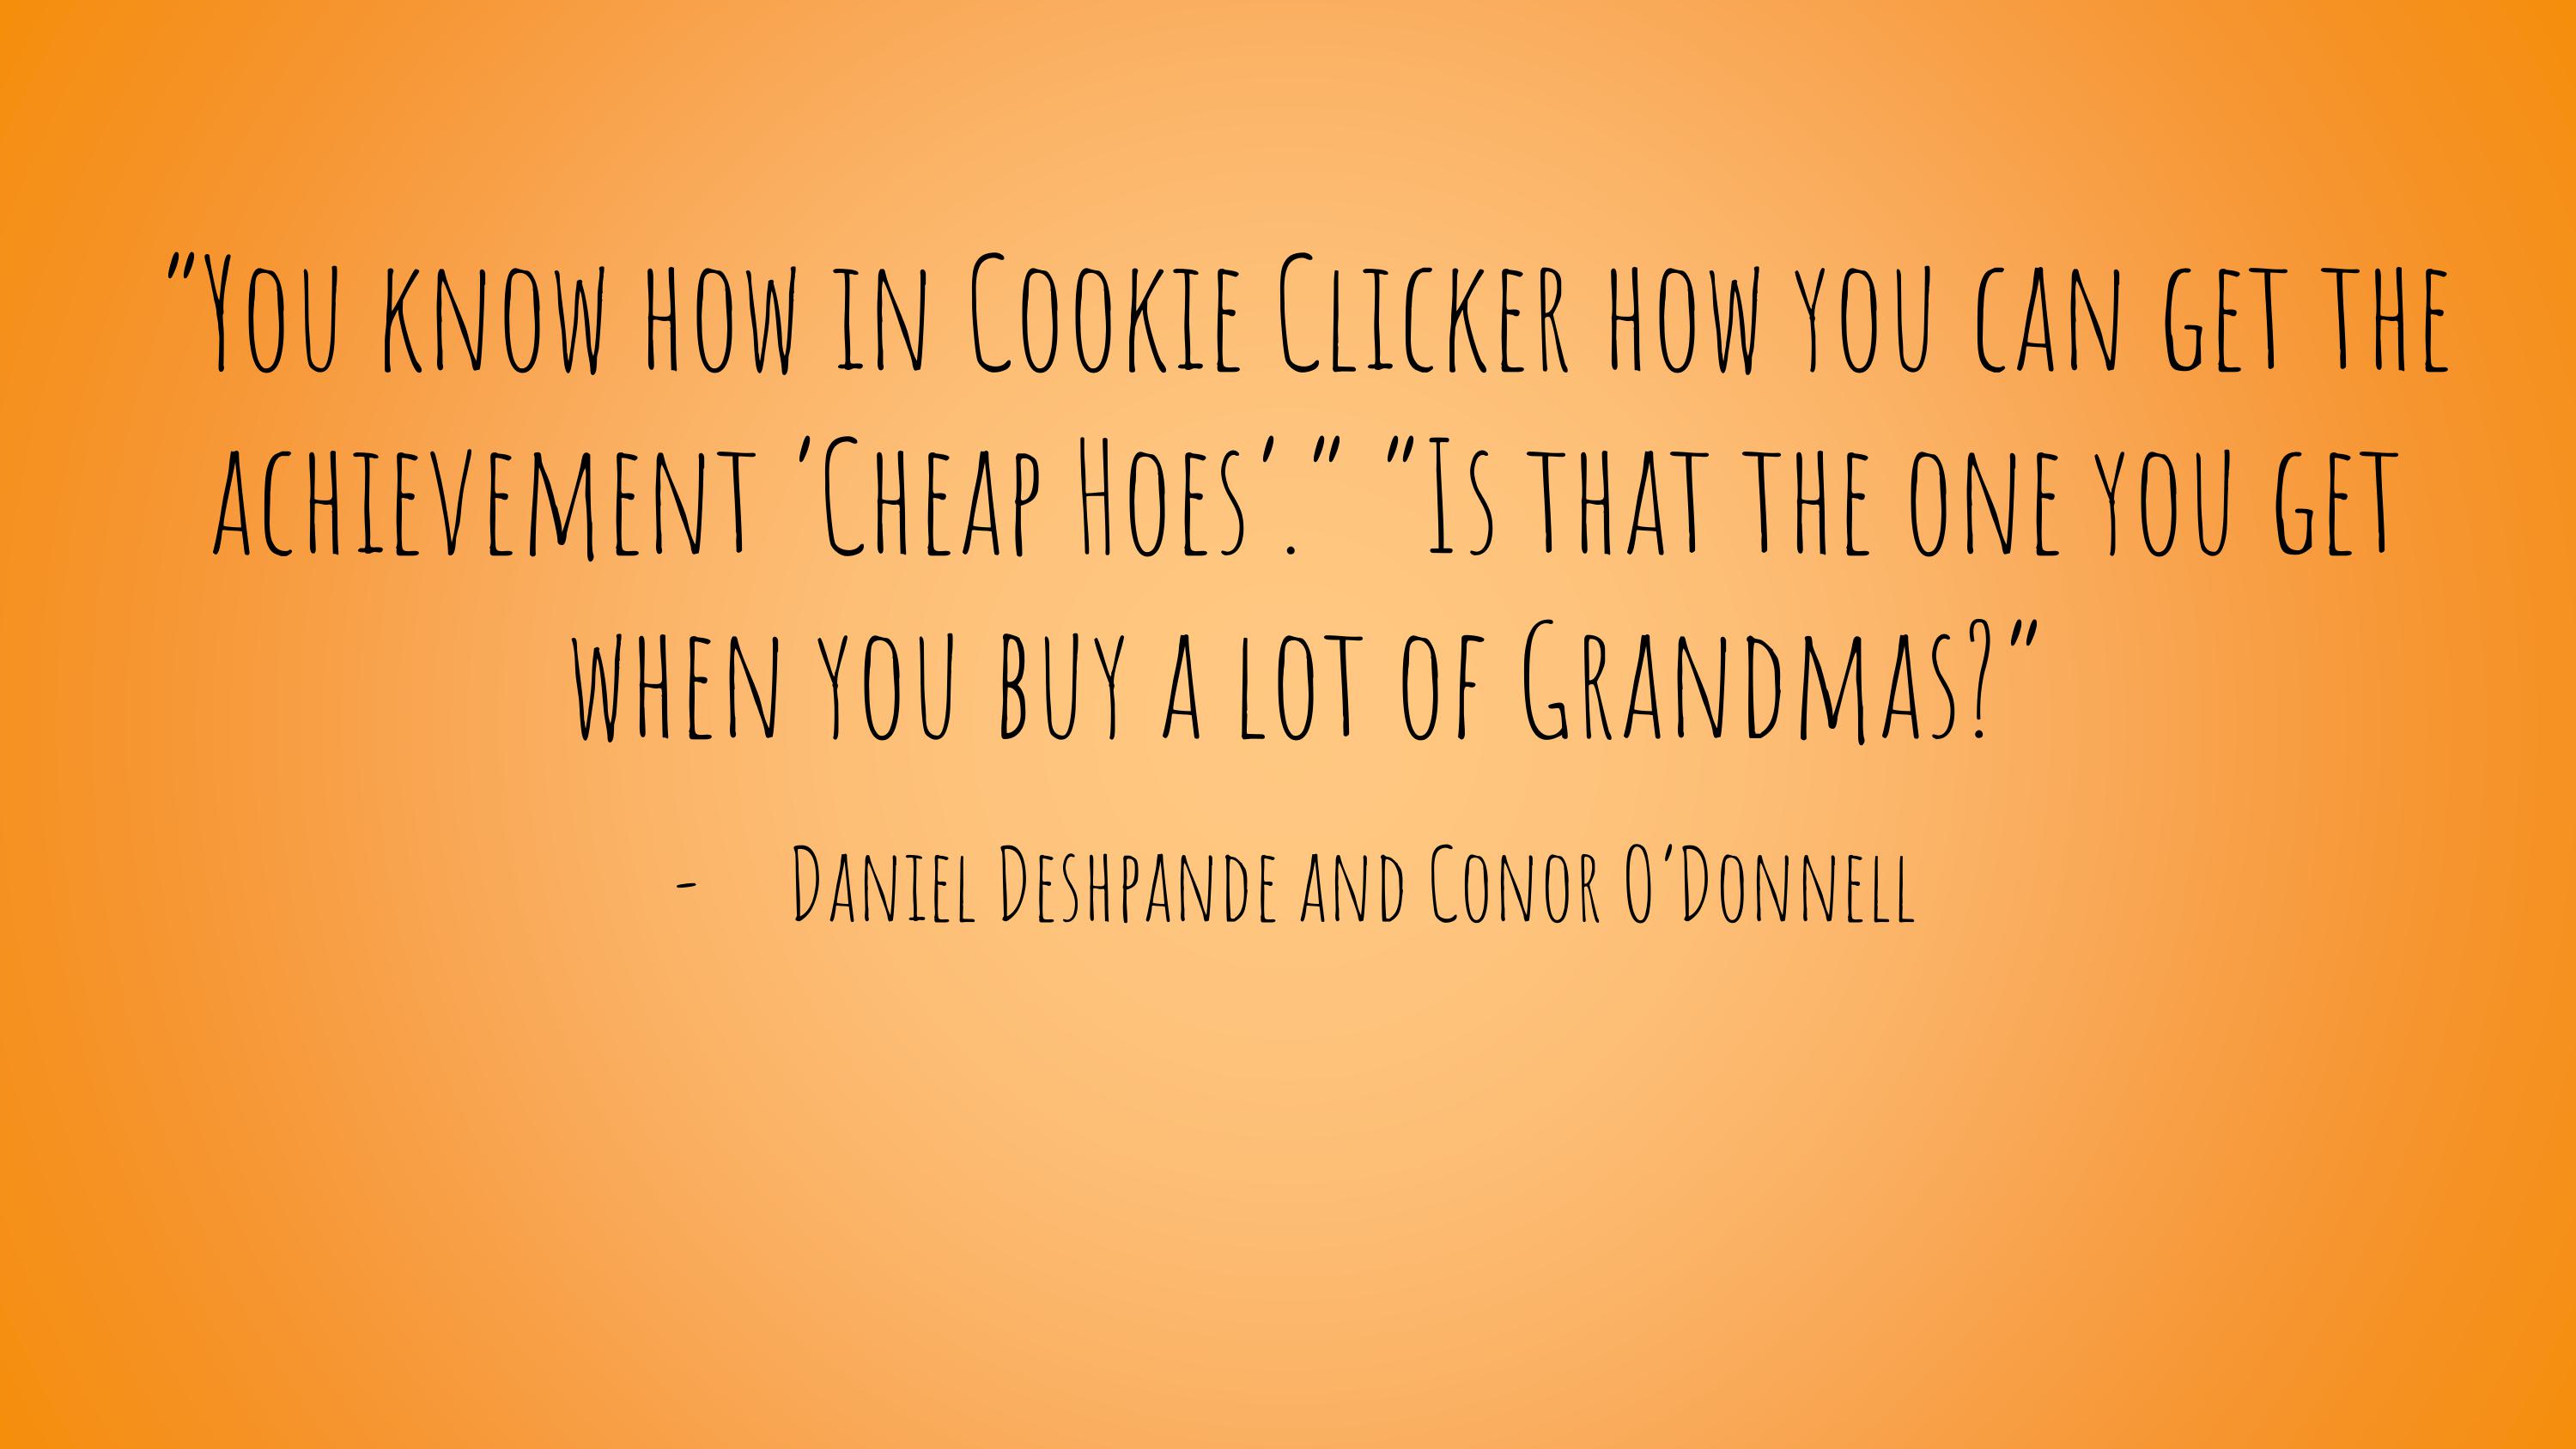 "You know how in Cookie Clicker how you can get the
achievement 'Cheap Hoes'." "Is that the one you get
when you buy a lot of Grandmas?"
- Daniel Deshpande and Conor O'Donnell